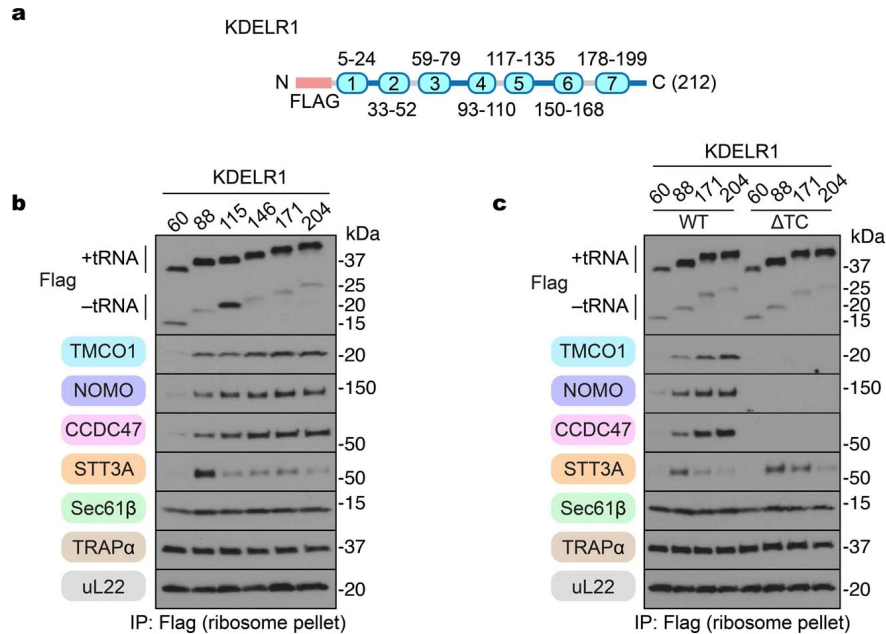 a
KDELR1
5-24 59-79 117-135 178-199
N 1 2 3 4 5 6 7 C (212)
FLAG
33-52 93-110 150-168
b
KDELR1
60 88 115 146 171 204
kDa
+tRNA
Flag
–tRNA
-37
-25
-20
-15
TMCO1 -20
NOMO -150
CCDC47 -50
STT3A -50
Sec61β -15
TRAPα -37
uL22 -20
IP: Flag (ribosome pellet)
c
KDELR1
60 88 171 204 60 88 171 204
WT ΔTC
kDa
+tRNA
Flag
–tRNA
-37
-25
-20
-15
TMCO1 -20
NOMO -150
CCDC47 -50
STT3A -50
Sec61β -15
TRAPα -37
uL22 -20
IP: Flag (ribosome pellet)